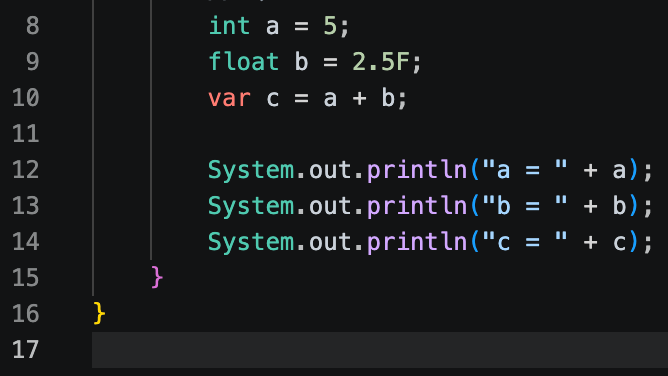 8 int a = 5;
9 float b = 2.5F;
10 var c = a + b;
11
12 System.out.println("a = " + a);
13 System.out.println("b = " + b);
14 System.out.println("c = " + c);
15 }
16 }
17